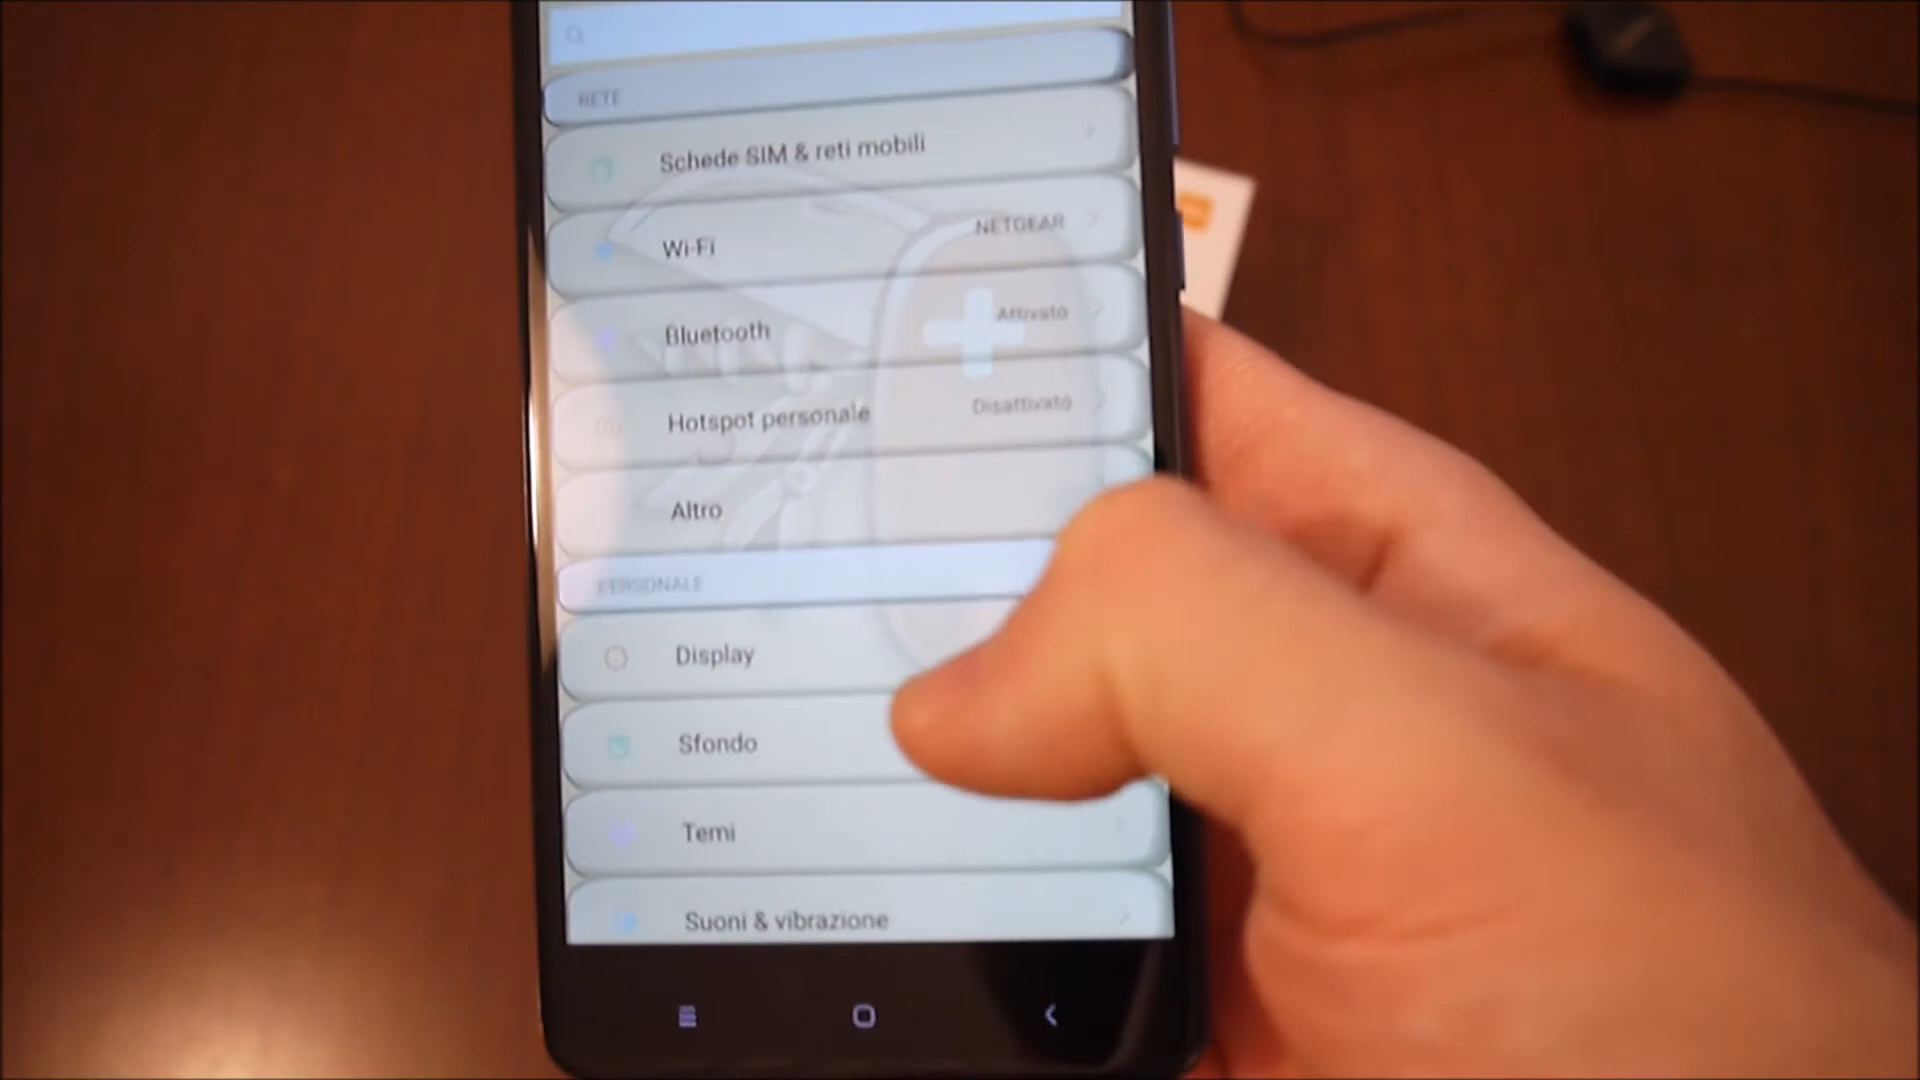 RETE
Schede SIM & reti mobili
Wi-Fi NETGEAR
Bluetooth Attivato
Hotspot personale Disattivato
Altro
PERSONALE
Display
Sfondo
Temi
Suoni & vibrazione